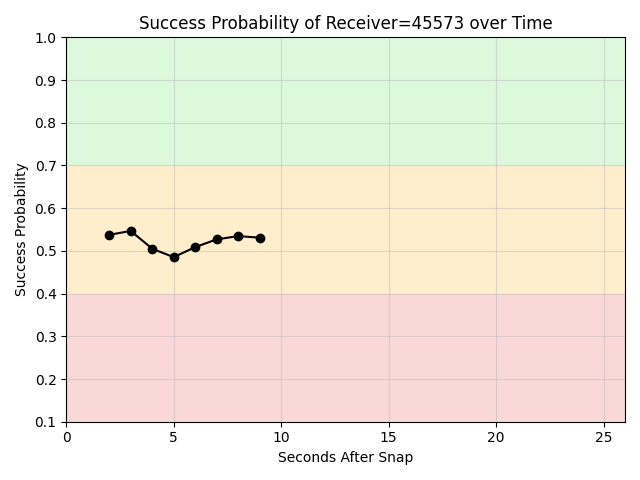 Success Probability of Receiver=45573 over Time
1.0
0.9
0.8
0.7
0.6
0.5
0.4
0.3
0.2
0.1
Success Probability
0 5 10 15 20 25
Seconds After Snap